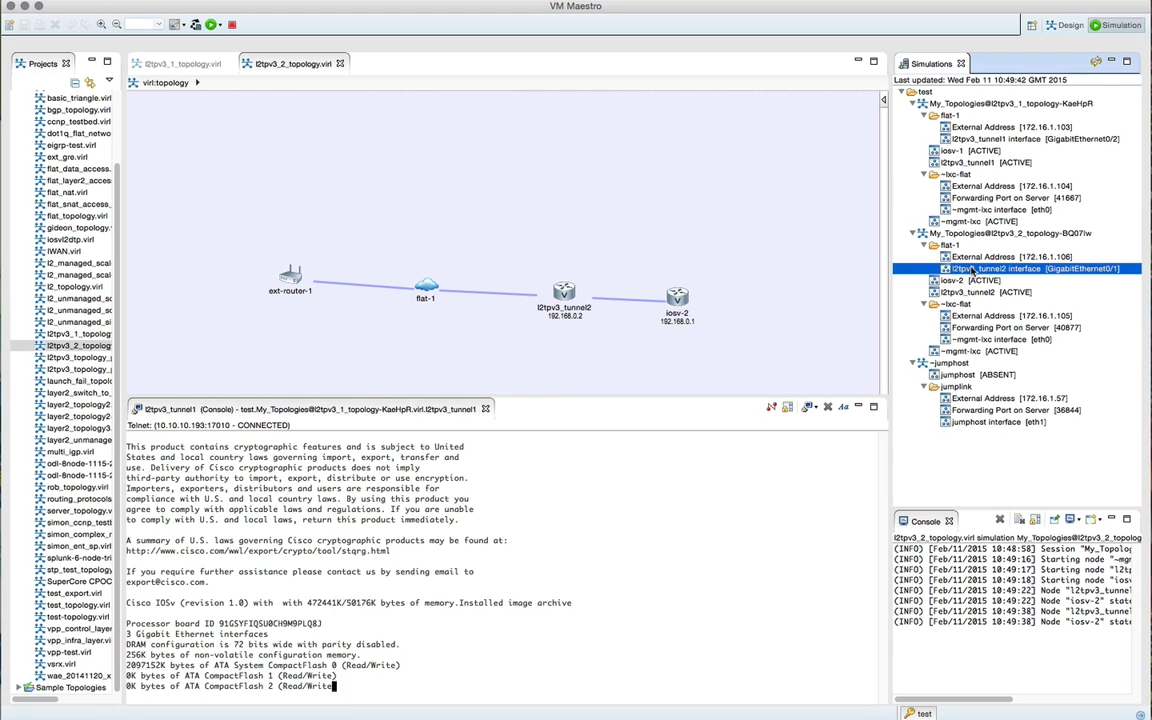 VM Maestro
Design
Simulation
Projects
basic_triangle.virl
bgp_topology.virl
ccnp_testbed.virl
dot1q_flat_netwo
eigrp-test.virl
ext_gre.virl
flat_data_access.
flat_layer2_acces
flat_nat.virl
flat_snat_access_
flat_topology.virl
gideon_topology.v
iosvl2dtp.virl
IWAN.virl
l2_managed_scal
l2_managed_scal
l2_topology.virl
l2_unmanaged_s
l2_unmanaged_s
l2_unmanaged_si
l2tpv3_1_topolog
l2tpv3_2_topolog
l2tpv3_topology_
l2tpv3_topology_
launch_fail_topolo
layer2_switch_to_
layer2_topology2.
layer2_topology2
layer2_topology3.
layer2_unmanage
multi_igp.virl
odl-8node-1115-2
odl-8node-1115-2
rob_topology.virl
routing_protocols
server_topology.v
simon_ccnp_testb
simon_complex_
simon_ent_sp.virl
splunk-6-node-tri
stp_test_topology
SuperCore CPOC
test_export.virl
test_topology.virl
test-topology.virl
vpp_control_layer
vpp_infra_layer.vi
vpp-test.virl
vsrx.virl
wae_20141120_x
Sample Topologies
l2tpv3_1_topology.virl
l2tpv3_2_topology.virl
virl:topology
ext-router-1
flat-1
l2tpv3_tunnel2
192.168.0.2
iosv-2
192.168.0.1
l2tpv3_tunnel1 (Console) - test.My_Topologies@l2tpv3_1_topology-KaeHpR.virl.l2tpv3_tunnel1
Telnet: (10.10.10.193:17010 - CONNECTED)
This product contains cryptographic features and is subject to United
States and local country laws governing import, export, transfer and
use. Delivery of Cisco cryptographic products does not imply
third-party authority to import, export, distribute or use encryption.
Importers, exporters, distributors and users are responsible for
compliance with U.S. and local country laws. By using this product you
agree to comply with applicable laws and regulations. If you are unable
to comply with U.S. and local laws, return this product immediately.
A summary of U.S. laws governing Cisco cryptographic products may be found at:
http://www.cisco.com/wwl/export/crypto/tool/stqrg.html
If you require further assistance please contact us by sending email to
export@cisco.com.
Cisco IOSv (revision 1.0) with  with 472441K/50176K bytes of memory.Installed image archive
Processor board ID 91GSYFIQSU0CH9M9PLQ8J
3 Gigabit Ethernet interfaces
DRAM configuration is 72 bits wide with parity disabled.
256K bytes of non-volatile configuration memory.
2097152K bytes of ATA System CompactFlash 0 (Read/Write)
0K bytes of ATA CompactFlash 1 (Read/Write)
0K bytes of ATA CompactFlash 2 (Read/Write
Simulations
Last updated: Wed Feb 11 10:49:42 GMT 2015
test
My_Topologies@l2tpv3_1_topology-KaeHpR
flat-1
External Address [172.16.1.103]
l2tpv3_tunnel1 interface [GigabitEthernet0/2]
iosv-1 [ACTIVE]
l2tpv3_tunnel1 [ACTIVE]
~lxc-flat
External Address [172.16.1.104]
Forwarding Port on Server [41667]
~mgmt-lxc interface [eth0]
~mgmt-lxc [ACTIVE]
My_Topologies@l2tpv3_2_topology-BQ07Iw
flat-1
External Address [172.16.1.106]
l2tpv3_tunnel2 interface [GigabitEthernet0/1]
iosv-2 [ACTIVE]
l2tpv3_tunnel2 [ACTIVE]
~lxc-flat
External Address [172.16.1.105]
Forwarding Port on Server [40877]
~mgmt-lxc interface [eth0]
~mgmt-lxc [ACTIVE]
~jumphost
jumphost [ABSENT]
jumplink
External Address [172.16.1.57]
Forwarding Port on Server [36844]
jumphost interface [eth1]
Console
l2tpv3_2_topology.virl simulation My_Topologies@l2tpv3_2_topolog
(INFO) [Feb/11/2015 10:48:58] Session "My_Topolog
(INFO) [Feb/11/2015 10:49:16] Starting node "~mg
(INFO) [Feb/11/2015 10:49:17] Starting node "l2t
(INFO) [Feb/11/2015 10:49:18] Starting node "ios
(INFO) [Feb/11/2015 10:49:22] Node "l2tpv3_tunne
(INFO) [Feb/11/2015 10:49:22] Node "iosv-2" stat
(INFO) [Feb/11/2015 10:49:38] Node "l2tpv3_tunne
(INFO) [Feb/11/2015 10:49:38] Node "iosv-2" stat
test